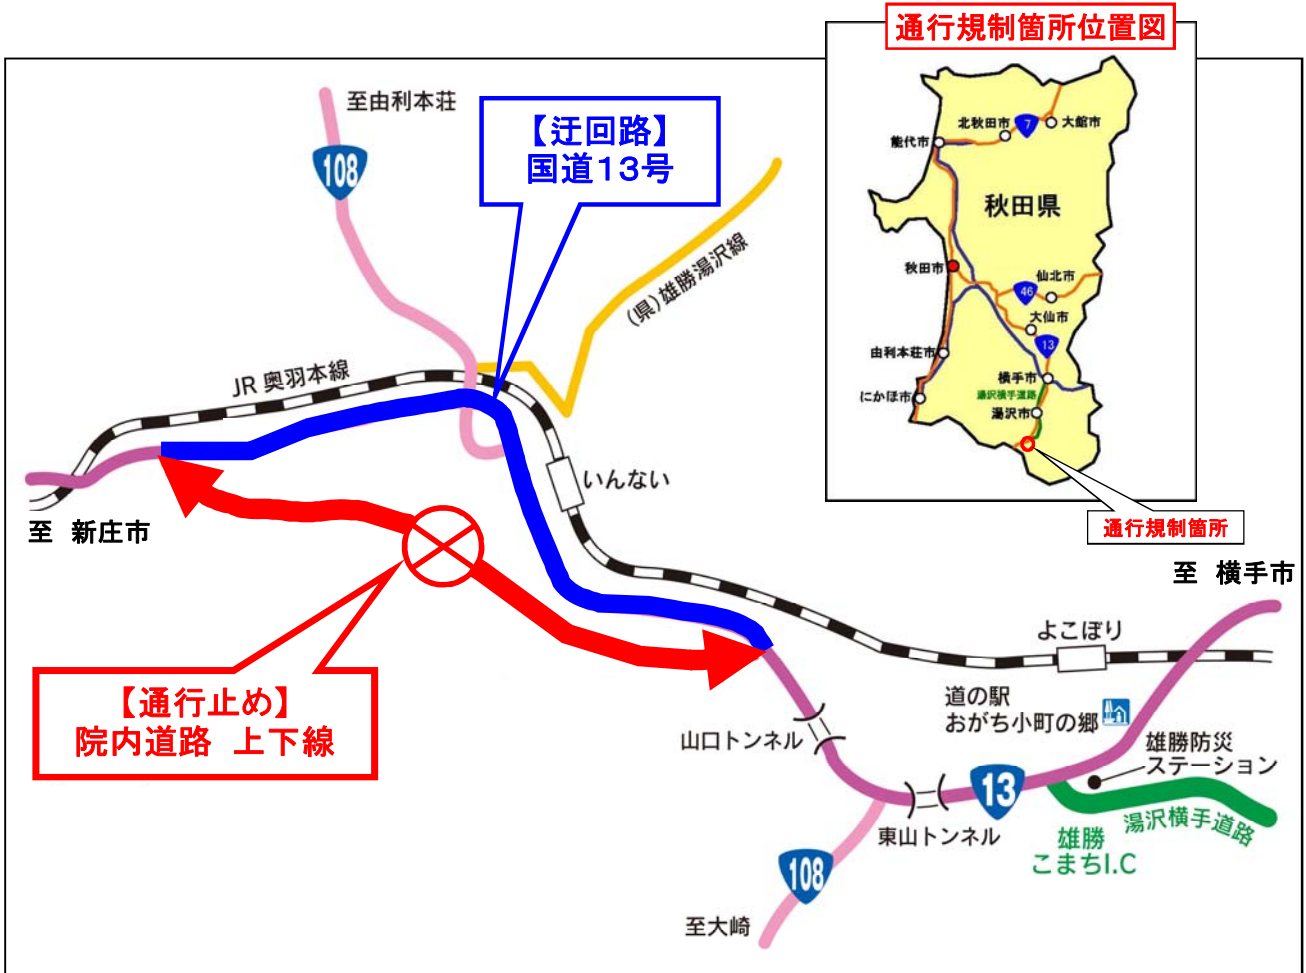 通行規制箇所位置図
北秋田市
7
大館市
能代市
秋田県
秋田市
仙北市
46
大仙市
13
由利本荘市
横手市
にかほ市
湯沢横手道路
湯沢市
通行規制箇所
至由利本荘
108
【迂回路】
国道13号
(県)雄勝湯沢線
JR 奥羽本線
いんない
至 新庄市
至 横手市
よこぼり
【通行止め】
院内道路 上下線
道の駅
おがち小町の郷
山口トンネル
雄勝防災
ステーション
13
東山トンネル
湯沢横手道路
雄勝
こまちI.C
108
至大崎